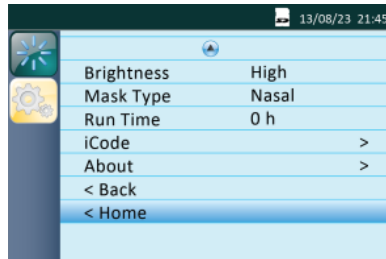 13/08/23 21:45
Brightness High
Mask Type Nasal
Run Time 0 h
iCode >
About >
< Back
< Home